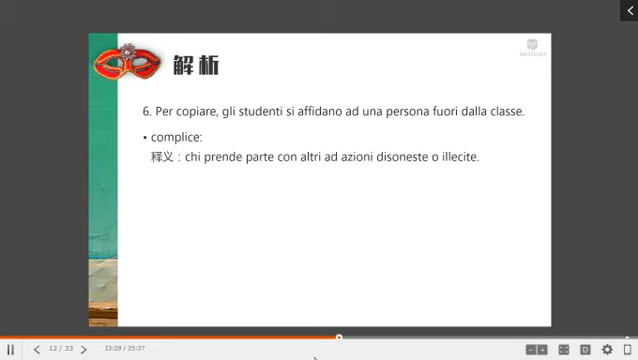 解析
6. Per copiare, gli studenti si affidano ad una persona fuori dalla classe.
• complice:
释义：chi prende parte con altri ad azioni disoneste o illecite.
12 / 33
13:29 / 25:27